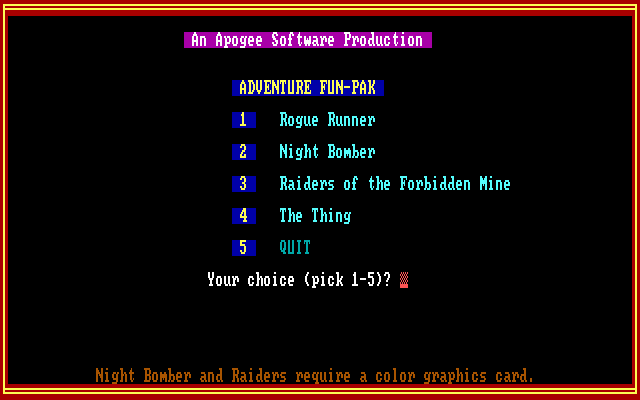 An Apogee Software Production
ADVENTURE FUN-PAK
1 Rogue Runner
2 Night Bomber
3 Raiders of the Forbidden Mine
4 The Thing
5 QUIT
Your choice (pick 1-5)?
Night Bomber and Raiders require a color graphics card.